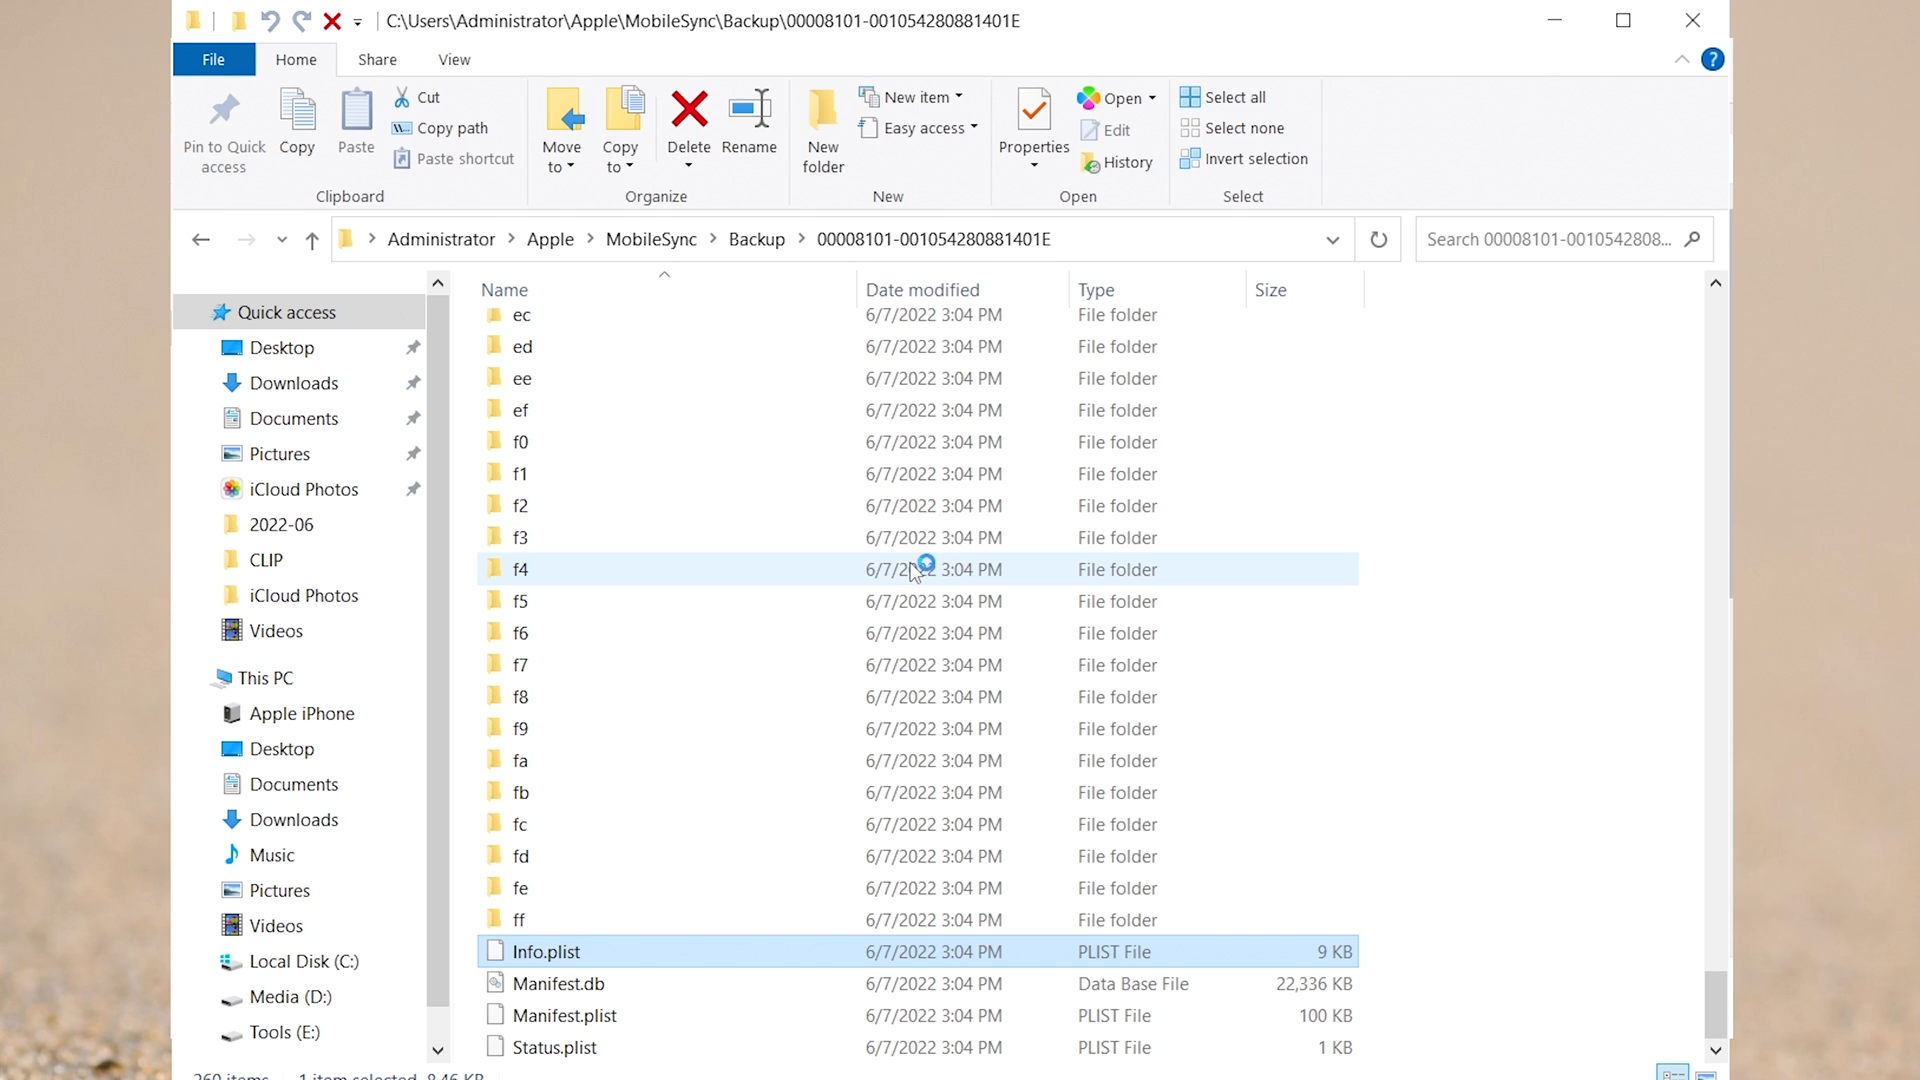 C:\Users\Administrator\Apple\MobileSync\Backup\00008101-001054280881401E
File
Home
Share
View
?
Pin to Quick
access
Copy
Paste
Cut
Copy path
Paste shortcut
Move
to
Copy
to
Delete
Rename
New
folder
New item
Easy access
Properties
Open
Edit
History
Select all
Select none
Invert selection
Clipboard
Organize
New
Open
Select
Administrator
Apple
MobileSync
Backup
00008101-001054280881401E
Search 00008101-0010542808...
Quick access
Desktop
Downloads
Documents
Pictures
iCloud Photos
2022-06
CLIP
iCloud Photos
Videos
This PC
Apple iPhone
Desktop
Documents
Downloads
Music
Pictures
Videos
Local Disk (C:)
Media (D:)
Tools (E:)
Name Date modified Type Size
ec 6/7/2022 3:04 PM File folder
ed 6/7/2022 3:04 PM File folder
ee 6/7/2022 3:04 PM File folder
ef 6/7/2022 3:04 PM File folder
f0 6/7/2022 3:04 PM File folder
f1 6/7/2022 3:04 PM File folder
f2 6/7/2022 3:04 PM File folder
f3 6/7/2022 3:04 PM File folder
f4 6/7/2022 3:04 PM File folder
f5 6/7/2022 3:04 PM File folder
f6 6/7/2022 3:04 PM File folder
f7 6/7/2022 3:04 PM File folder
f8 6/7/2022 3:04 PM File folder
f9 6/7/2022 3:04 PM File folder
fa 6/7/2022 3:04 PM File folder
fb 6/7/2022 3:04 PM File folder
fc 6/7/2022 3:04 PM File folder
fd 6/7/2022 3:04 PM File folder
fe 6/7/2022 3:04 PM File folder
ff 6/7/2022 3:04 PM File folder
Info.plist 6/7/2022 3:04 PM PLIST File 9 KB
Manifest.db 6/7/2022 3:04 PM Data Base File 22,336 KB
Manifest.plist 6/7/2022 3:04 PM PLIST File 100 KB
Status.plist 6/7/2022 3:04 PM PLIST File 1 KB
260 items 1 item selected 8.46 KB